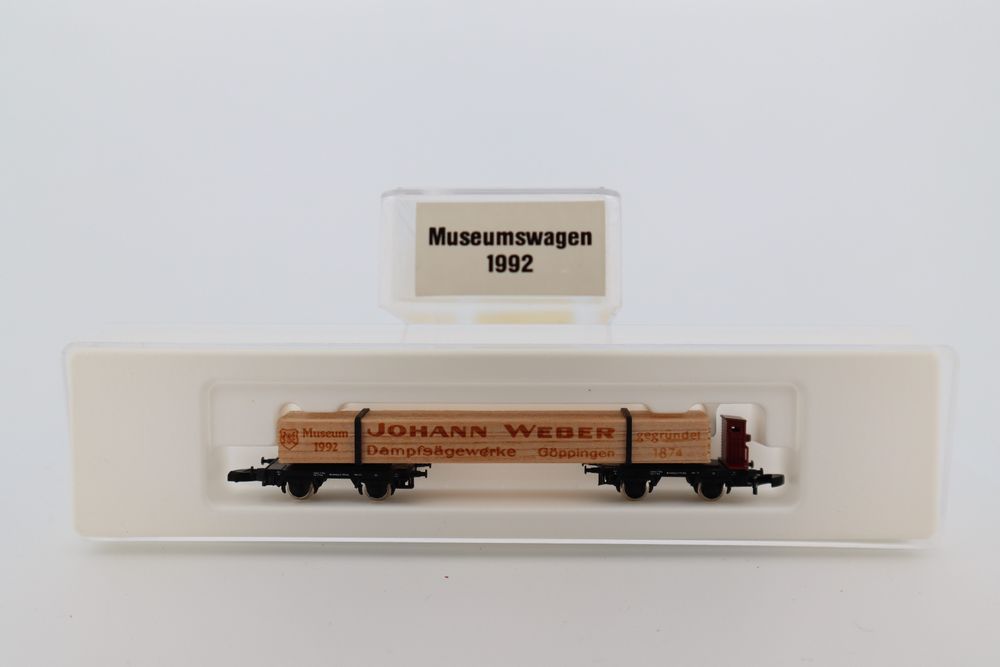 Museumswagen
1992
Museum
1992
JOHANN WEBER
Dampfsägewerke Göppingen
gegründet
1874